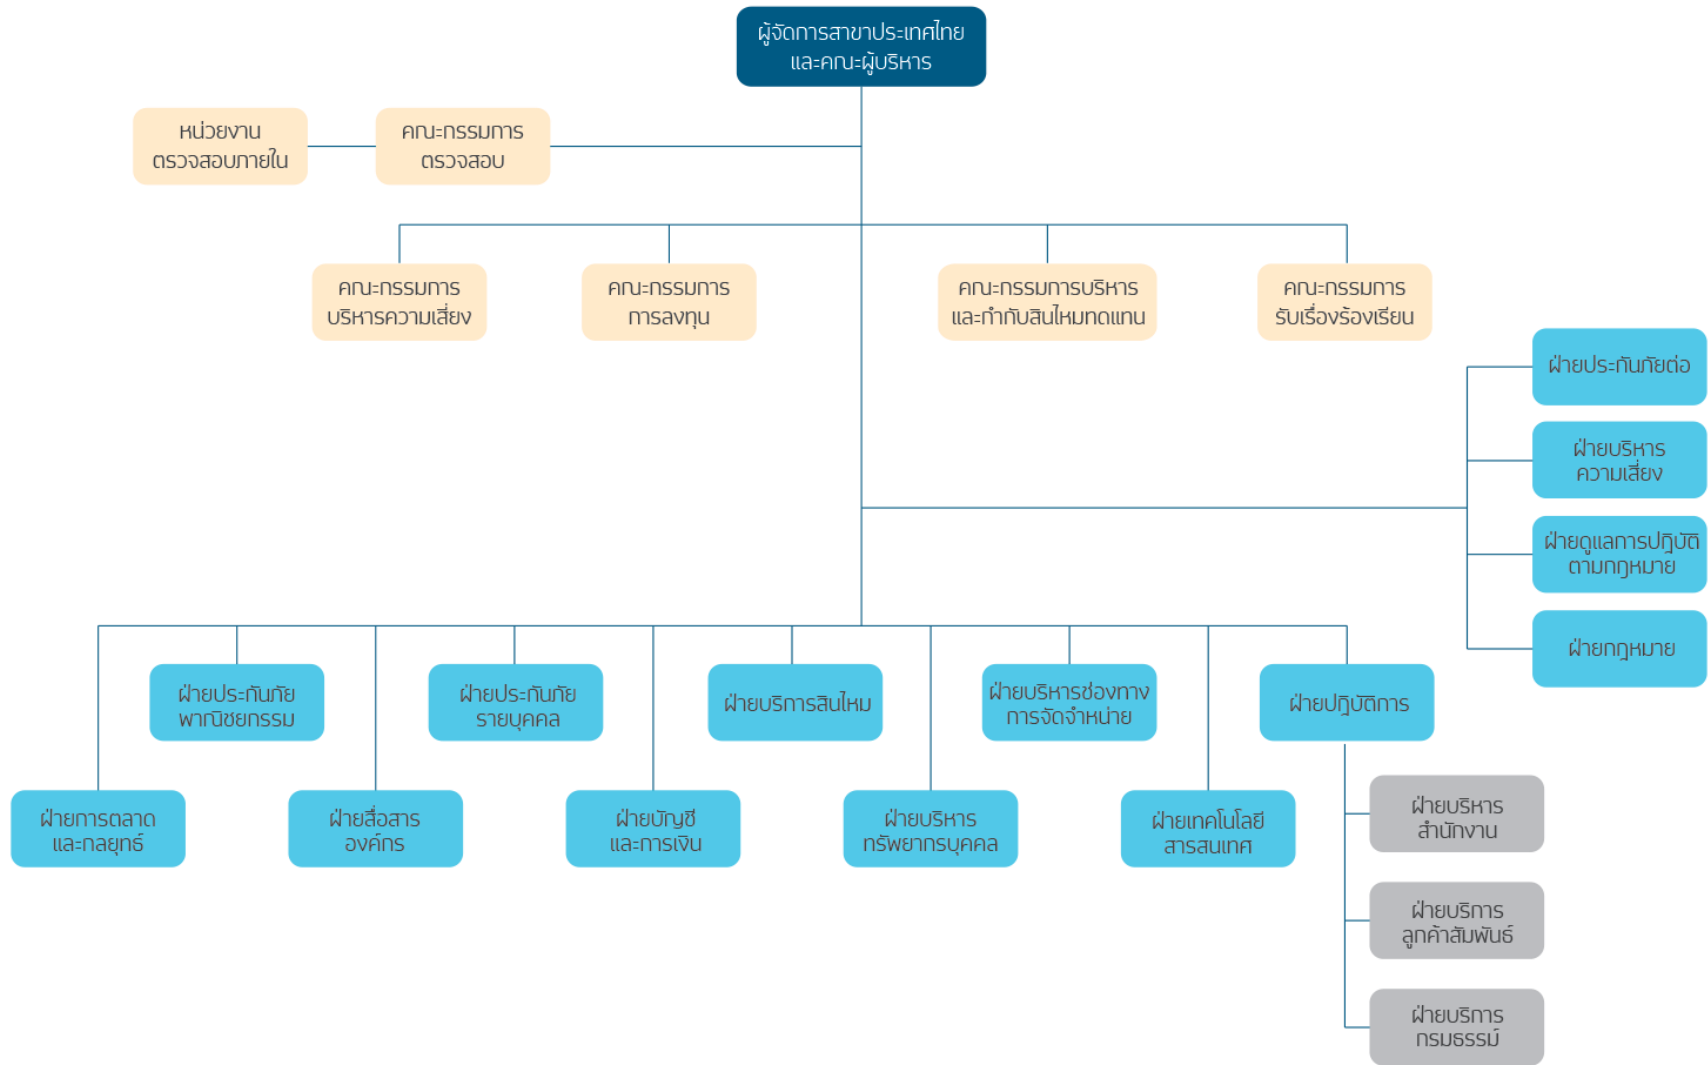 ผู้จัดการสาขาประเทศไทย
และคณะผู้บริหาร
หน่วยงาน
ตรวจสอบภายใน
คณะกรรมการ
ตรวจสอบ
คณะกรรมการ
บริหารความเสี่ยง
คณะกรรมการ
การลงทุน
คณะกรรมการบริหาร
และกำกับสินไหมทดแทน
คณะกรรมการ
รับเรื่องร้องเรียน
ฝ่ายประกันภัยต่อ
ฝ่ายบริหาร
ความเสี่ยง
ฝ่ายดูแลการปฎิบัติ
ตามกฎหมาย
ฝ่ายกฎหมาย
ฝ่ายประกันภัย
พาณิชยกรรม
ฝ่ายประกันภัย
รายบุคคล
ฝ่ายบริการสินไหม
ฝ่ายบริหารช่องทาง
การจัดจำหน่าย
ฝ่ายปฎิบัติการ
ฝ่ายการตลาด
และกลยุทธ์
ฝ่ายสื่อสาร
องค์กร
ฝ่ายบัญชี
และการเงิน
ฝ่ายบริหาร
ทรัพยากรบุคคล
ฝ่ายเทคโนโลยี
สารสนเทศ
ฝ่ายบริหาร
สำนักงาน
ฝ่ายบริการ
ลูกค้าสัมพันธ์
ฝ่ายบริการ
กรมธรรม์